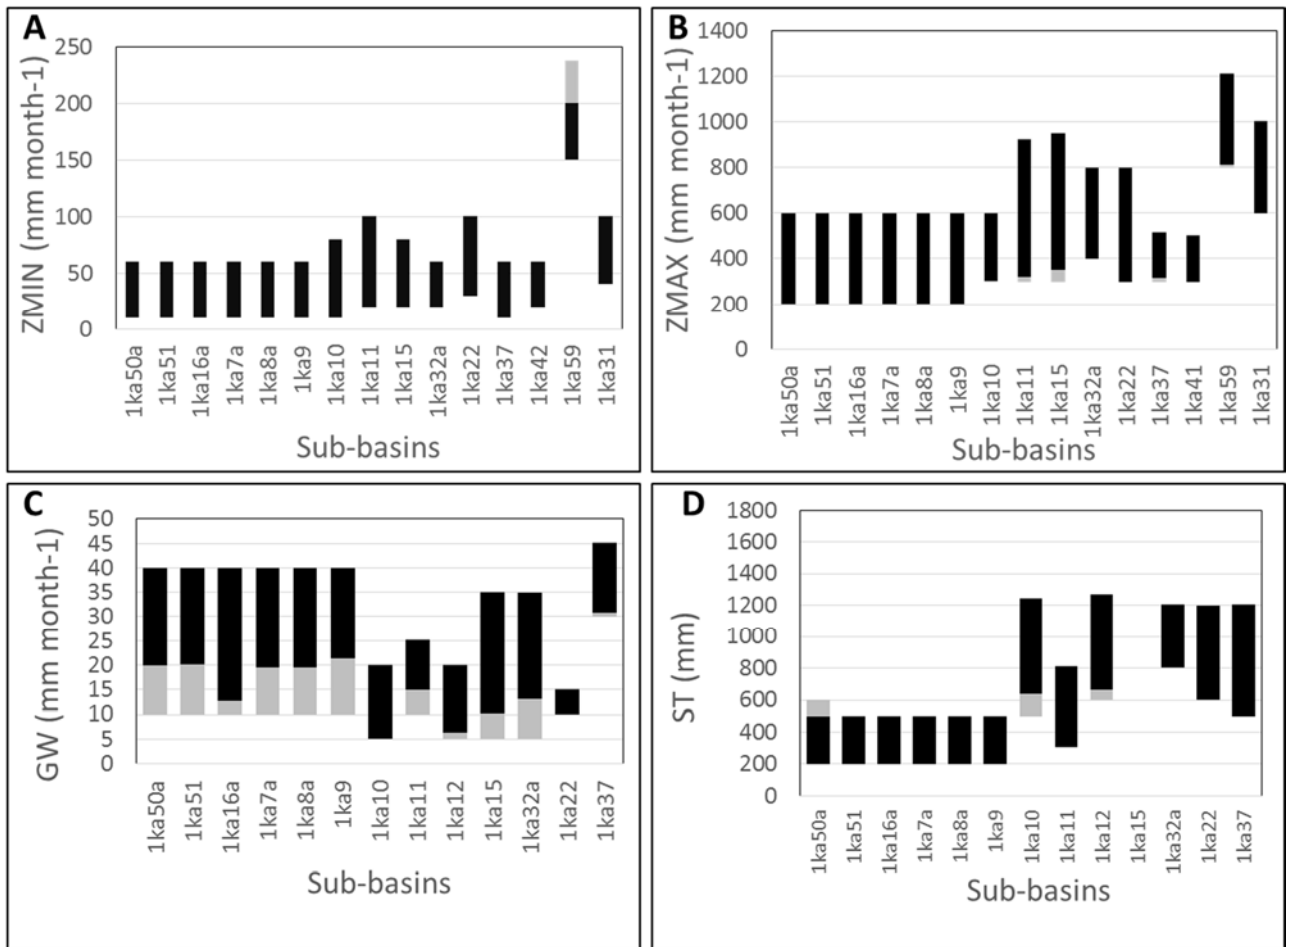 A
ZMIN (mm month-1)
250
200
150
100
50
0
1ka50a
1ka51
1ka16a
1ka7a
1ka8a
1ka9
1ka10
1ka11
1ka15
1ka32a
1ka22
1ka37
1ka42
1ka59
1ka31
Sub-basins
B
ZMAX (mm month-1)
1400
1200
1000
800
600
400
200
0
1ka50a
1ka51
1ka16a
1ka7a
1ka8a
1ka9
1ka10
1ka11
1ka15
1ka32a
1ka22
1ka37
1ka41
1ka59
1ka31
Sub-basins
C
GW (mm month-1)
50
45
40
35
30
25
20
15
10
5
0
1ka50a
1ka51
1ka16a
1ka7a
1ka8a
1ka9
1ka10
1ka11
1ka12
1ka15
1ka32a
1ka22
1ka37
Sub-basins
D
ST (mm)
1800
1600
1400
1200
1000
800
600
400
200
0
1ka50a
1ka51
1ka16a
1ka7a
1ka8a
1ka9
1ka10
1ka11
1ka12
1ka15
1ka32a
1ka22
1ka37
Sub-basins